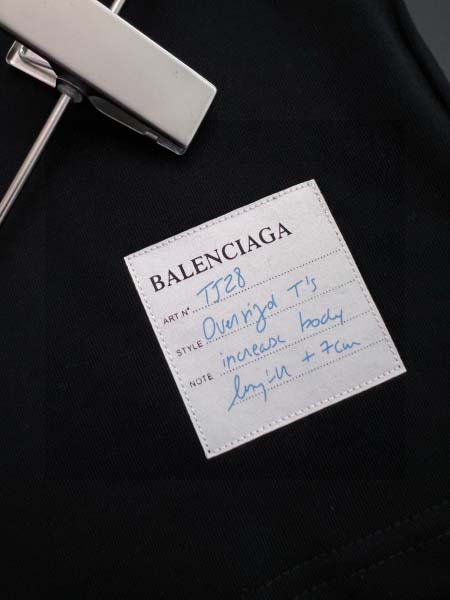 BALENCIAGA
ART N° TJ28
STYLE Oversized T's
NOTE increase body
length + 7cm